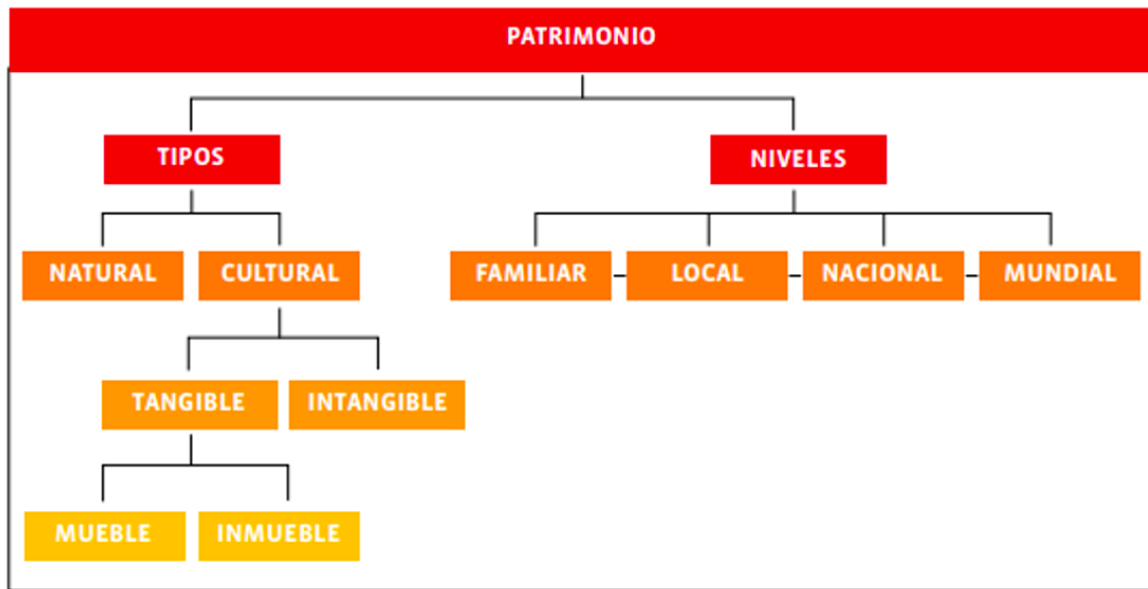 PATRIMONIO
TIPOS
NIVELES
NATURAL
CULTURAL
FAMILIAR
LOCAL
NACIONAL
MUNDIAL
TANGIBLE
INTANGIBLE
MUEBLE
INMUEBLE